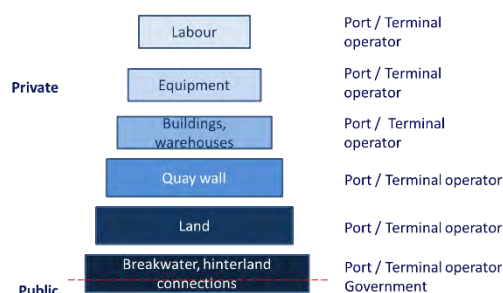 Labour
Port / Terminal
operator
Private
Equipment
Port / Terminal
operator
Buildings,
warehouses
Port / Terminal
operator
Quay wall
Port / Terminal operator
Land
Port / Terminal operator
Breakwater, hinterland
connections
Port / Terminal operator
Government
Public